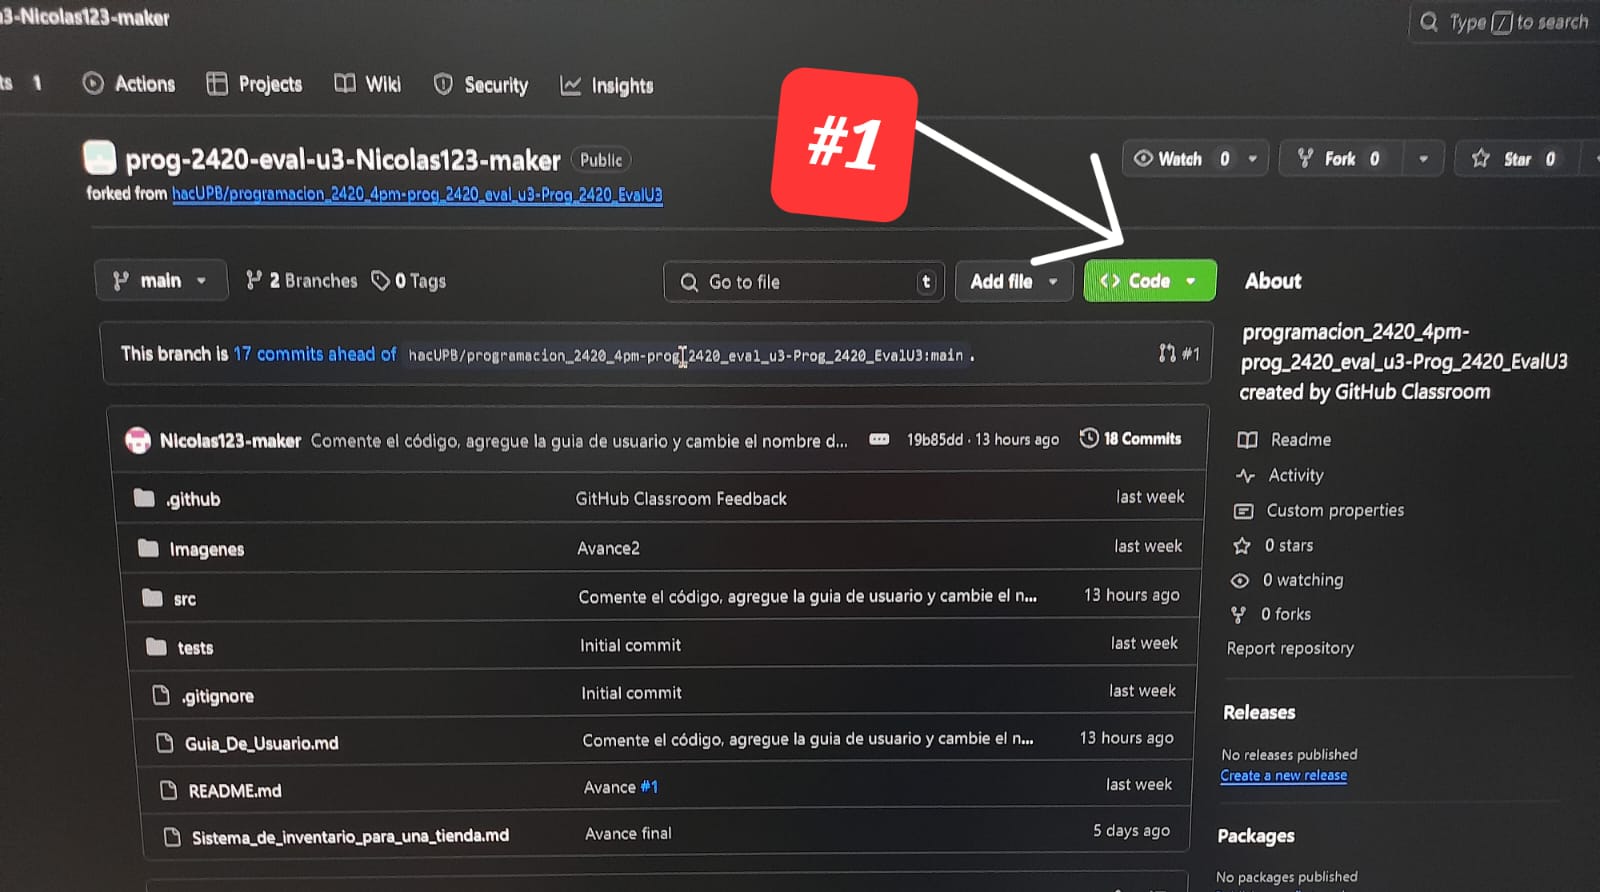 u3-Nicolas123-maker
Type / to search
ts 1 Actions Projects Wiki Security Insights
#1
prog-2420-eval-u3-Nicolas123-maker Public
Watch 0 Fork 0 Star 0
forked from hacUPB/programacion_2420_4pm-prog_2420_eval_u3-Prog_2420_EvalU3
main 2 Branches 0 Tags Go to file t Add file <> Code About
This branch is 17 commits ahead of hacUPB/programacion_2420_4pm-prog_2420_eval_u3-Prog_2420_EvalU3:main . #1
programacion_2420_4pm-
prog_2420_eval_u3-Prog_2420_EvalU3
created by GitHub Classroom
Nicolas123-maker Comente el código, agregue la guia de usuario y cambie el nombre d... 19b85dd · 13 hours ago 18 Commits
.github GitHub Classroom Feedback last week
Imagenes Avance2 last week
src Comente el código, agregue la guia de usuario y cambie el n... 13 hours ago
tests Initial commit last week
.gitignore Initial commit last week
Guia_De_Usuario.md Comente el código, agregue la guia de usuario y cambie el n... 13 hours ago
README.md Avance #1 last week
Sistema_de_inventario_para_una_tienda.md Avance final 5 days ago
Readme
Activity
Custom properties
0 stars
0 watching
0 forks
Report repository
Releases
No releases published
Create a new release
Packages
No packages published